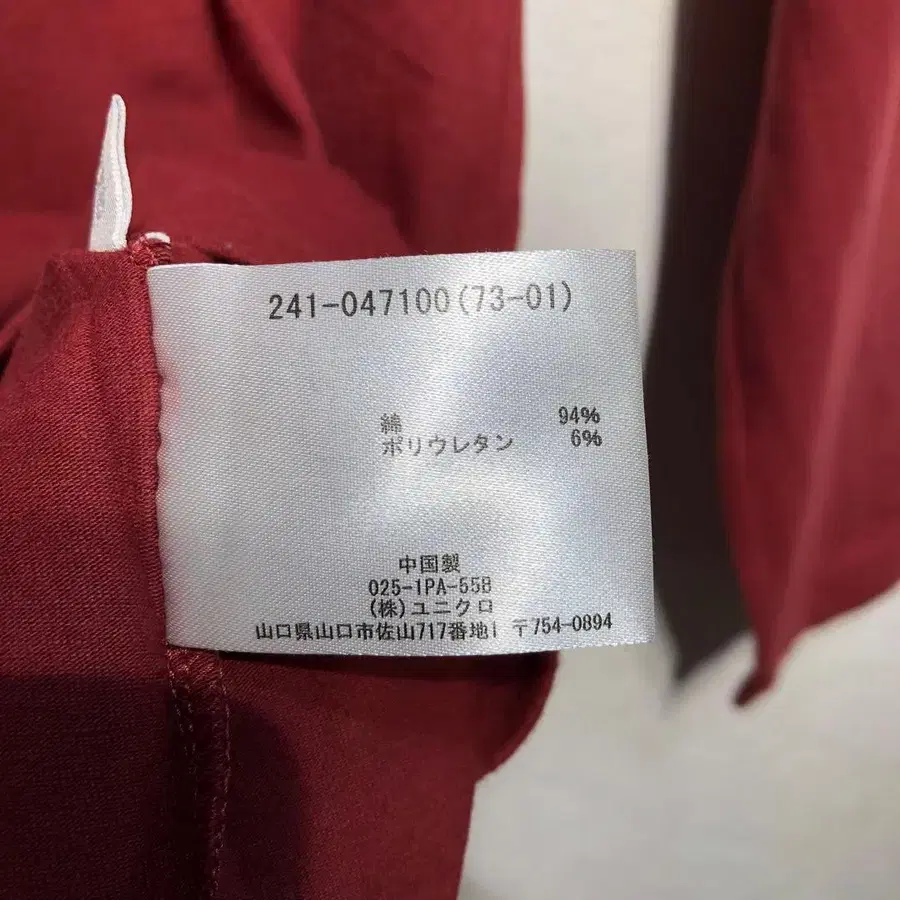 241-047100(73-01)
綿 94%
ポリウレタン 6%
中国製
025-1PA-55B
(株)ユニクロ
山口県山口市佐山717番地1 〒754-0894